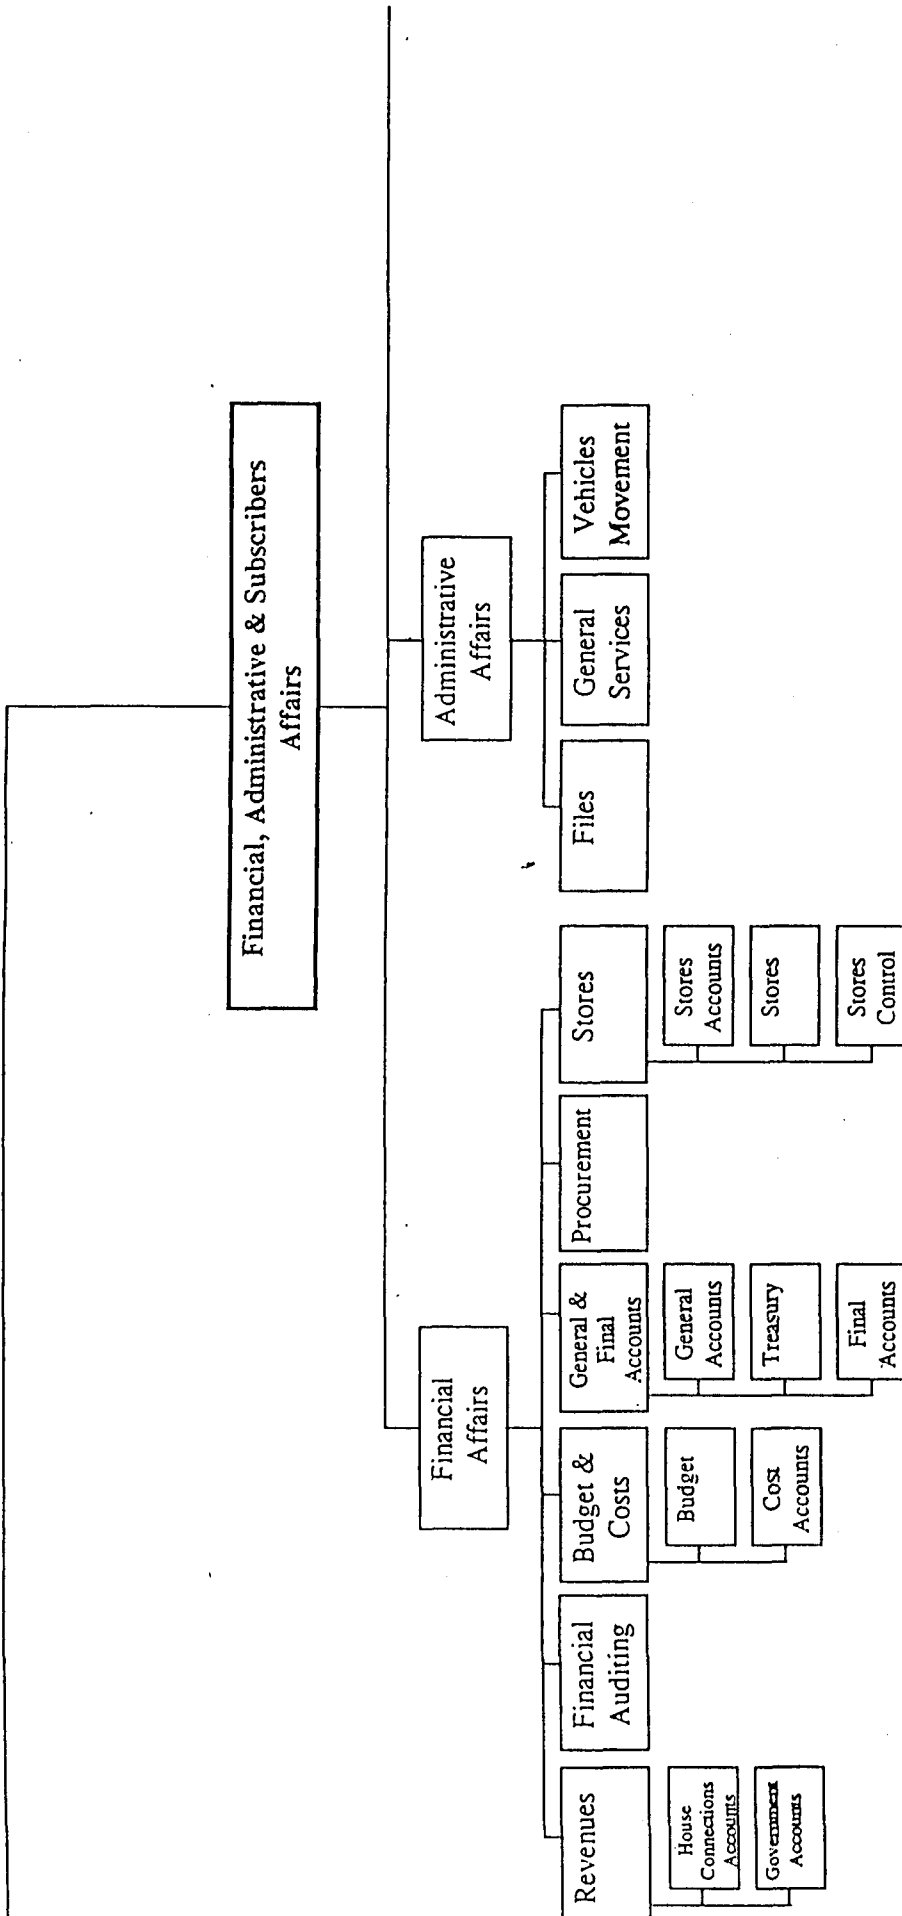 Financial, Administrative & Subscribers
Affairs
Financial
Affairs
Administrative
Affairs
Revenues
Financial
Auditing
Budget &
Costs
General &
Final
Accounts
Procurement
Stores
Files
General
Services
Vehicles
Movement
House
Connections
Accounts
Government
Accounts
Budget
Cost
Accounts
General
Accounts
Treasury
Final
Accounts
Stores
Accounts
Stores
Stores
Control